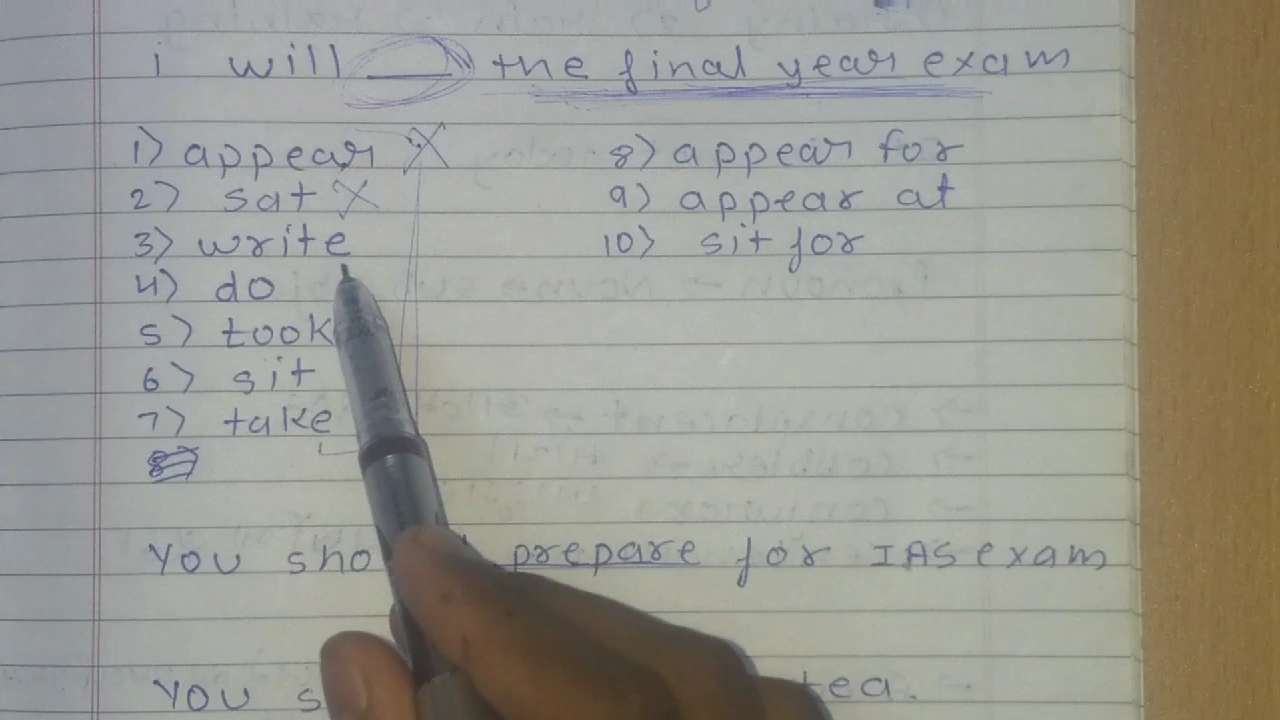 i will ___ the final year exam
1) appear X
2) sat X
3) write
4) do
5) took
6) sit
7) take
8) appear for
9) appear at
10) sit for
You prepare for IAS exam
You tea.